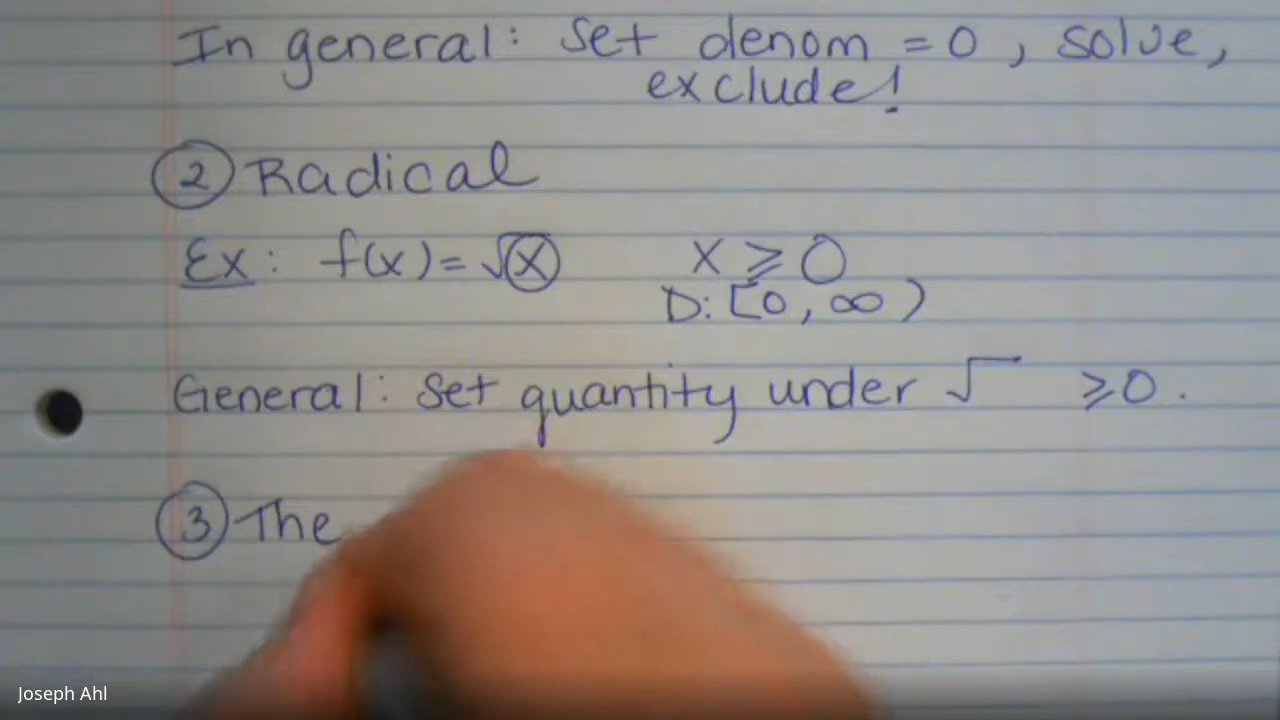 In general: Set denom = 0, solve,
exclude!
② Radical
Ex: f(x) = √x x ⩾ 0
D: [0, ∞)
General: Set quantity under √ ⩾0.
③ The
Joseph Ahl